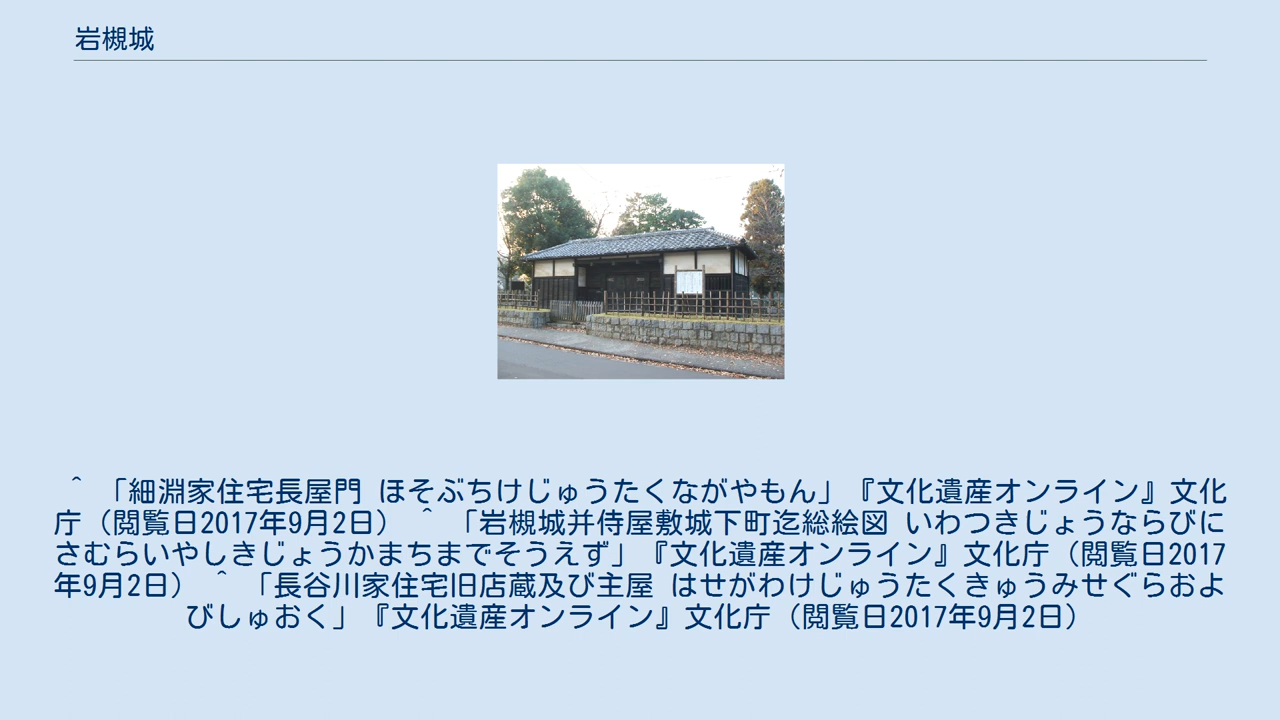 岩槻城
^ 「細淵家住宅長屋門 ほそぶちけじゅうたくながやもん」『文化遺産オンライン』文化
庁（閲覧日2017年9月2日） ^ 「岩槻城并侍屋敷城下町迄総絵図 いわつきじょうならびに
さむらいやしきじょうかまちまでそうえず」『文化遺産オンライン』文化庁（閲覧日2017
年9月2日） ^ 「長谷川家住宅旧店蔵及び主屋 はせがわけじゅうたくきゅうみせぐらおよ
びしゅおく」『文化遺産オンライン』文化庁（閲覧日2017年9月2日）